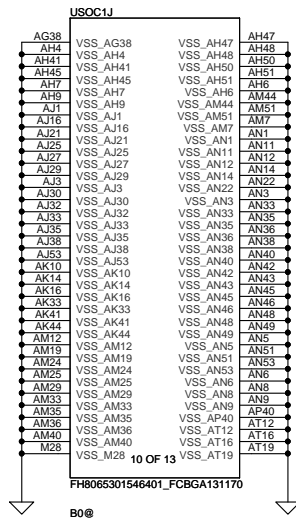 USOC1J
AG38 VSS_AG38 VSS_AH47 AH47
AH4 VSS_AH4 VSS_AH48 AH48
AH41 VSS_AH41 VSS_AH50 AH50
AH45 VSS_AH45 VSS_AH51 AH51
AH7 VSS_AH7 VSS_AH6 AH6
AH9 VSS_AH9 VSS_AM44 AM44
AJ1 VSS_AJ1 VSS_AM51 AM51
AJ16 VSS_AJ16 VSS_AM7 AM7
AJ21 VSS_AJ21 VSS_AN1 AN1
AJ25 VSS_AJ25 VSS_AN11 AN11
AJ27 VSS_AJ27 VSS_AN12 AN12
AJ29 VSS_AJ29 VSS_AN14 AN14
AJ3 VSS_AJ3 VSS_AN22 AN22
AJ30 VSS_AJ30 VSS_AN3 AN3
AJ32 VSS_AJ32 VSS_AN33 AN33
AJ33 VSS_AJ33 VSS_AN35 AN35
AJ35 VSS_AJ35 VSS_AN36 AN36
AJ38 VSS_AJ38 VSS_AN38 AN38
AJ53 VSS_AJ53 VSS_AN40 AN40
AK10 VSS_AK10 VSS_AN42 AN42
AK14 VSS_AK14 VSS_AN43 AN43
AK16 VSS_AK16 VSS_AN45 AN45
AK33 VSS_AK33 VSS_AN46 AN46
AK41 VSS_AK41 VSS_AN48 AN48
AK44 VSS_AK44 VSS_AN49 AN49
AM12 VSS_AM12 VSS_AN5 AN5
AM19 VSS_AM19 VSS_AN51 AN51
AM24 VSS_AM24 VSS_AN53 AN53
AM25 VSS_AM25 VSS_AN6 AN6
AM29 VSS_AM29 VSS_AN8 AN8
AM33 VSS_AM33 VSS_AN9 AN9
AM35 VSS_AM35 VSS_AP40 AP40
AM36 VSS_AM36 VSS_AT12 AT12
AM40 VSS_AM40 VSS_AT16 AT16
M28 VSS_M28 10 OF 13 VSS_AT19 AT19
FH8065301546401_FCBGA131170
B0@